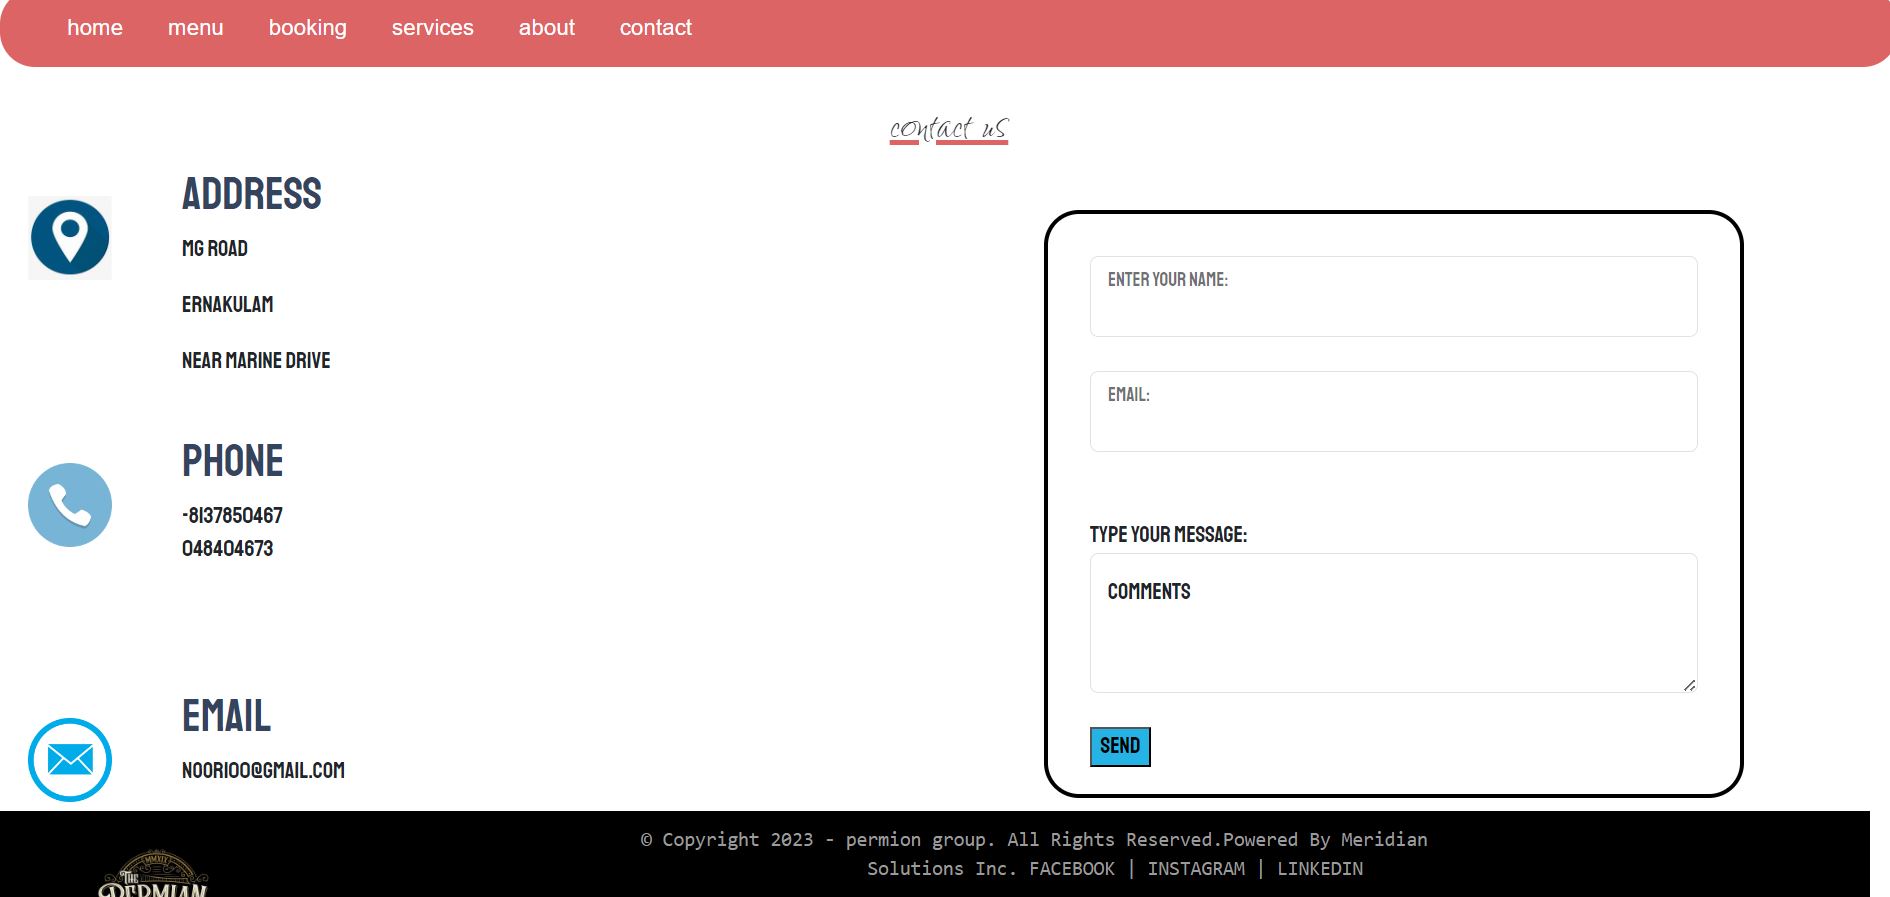 home menu booking services about contact
contact us
ADDRESS
MG ROAD
ERNAKULAM
NEAR MARINE DRIVE
PHONE
-8137850467
048404673
EMAIL
NOORI00@GMAIL.COM
ENTER YOUR NAME:
EMAIL:
TYPE YOUR MESSAGE:
COMMENTS
SEND
© Copyright 2023 - permion group. All Rights Reserved.Powered By Meridian
Solutions Inc. FACEBOOK | INSTAGRAM | LINKEDIN
MMXIX
THE
PERMIAN